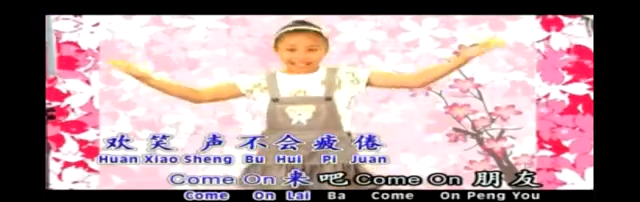 欢笑声不会疲倦
Huan Xiao Sheng Bu Hui Pi Juan
Come On 来吧 Come On 朋友
Come On Lai Ba Come On Peng You